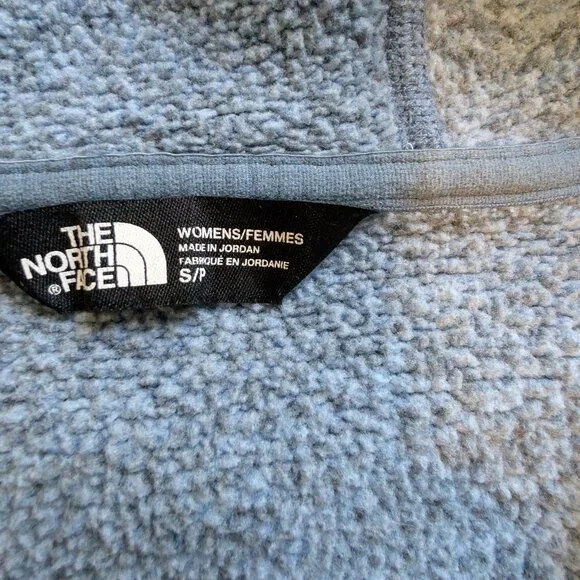 THE
NORTH
FACE
®
WOMENS/FEMMES
MADE IN JORDAN
FABRIQUÉ EN JORDANIE
S/P